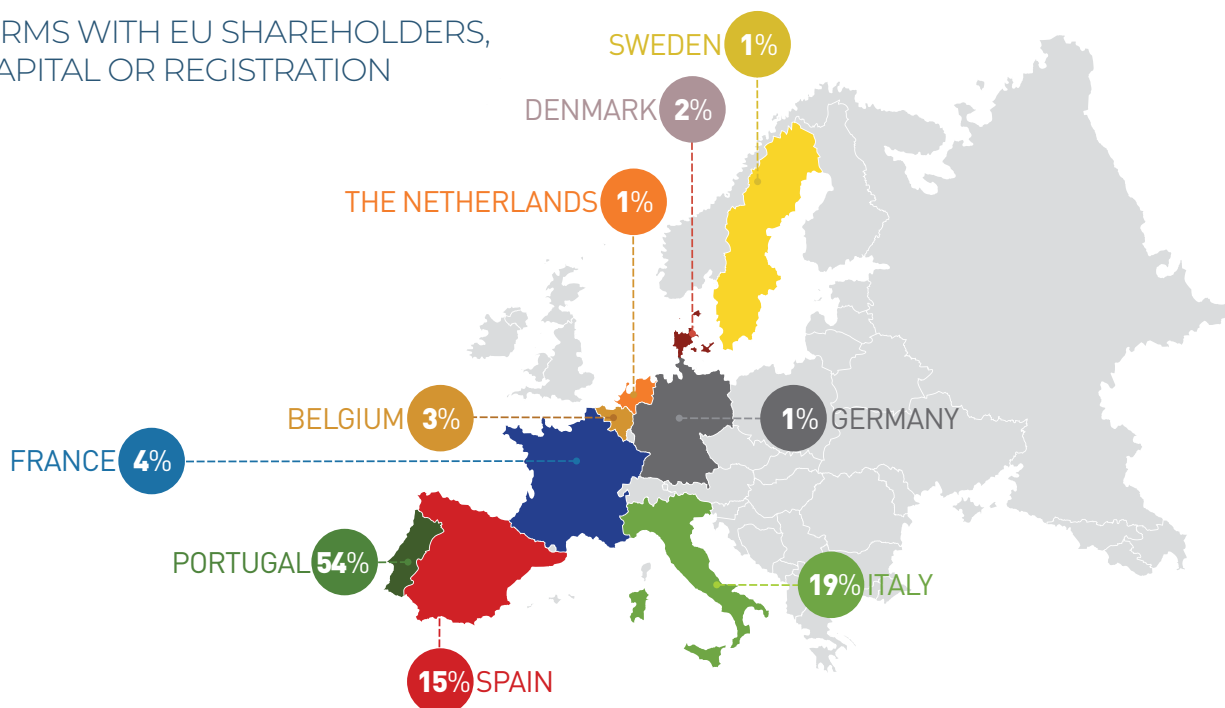 RMS WITH EU SHAREHOLDERS,
APITAL OR REGISTRATION
SWEDEN 1%
DENMARK 2%
THE NETHERLANDS 1%
BELGIUM 3%
1% GERMANY
FRANCE 4%
PORTUGAL 54%
19% ITALY
15% SPAIN